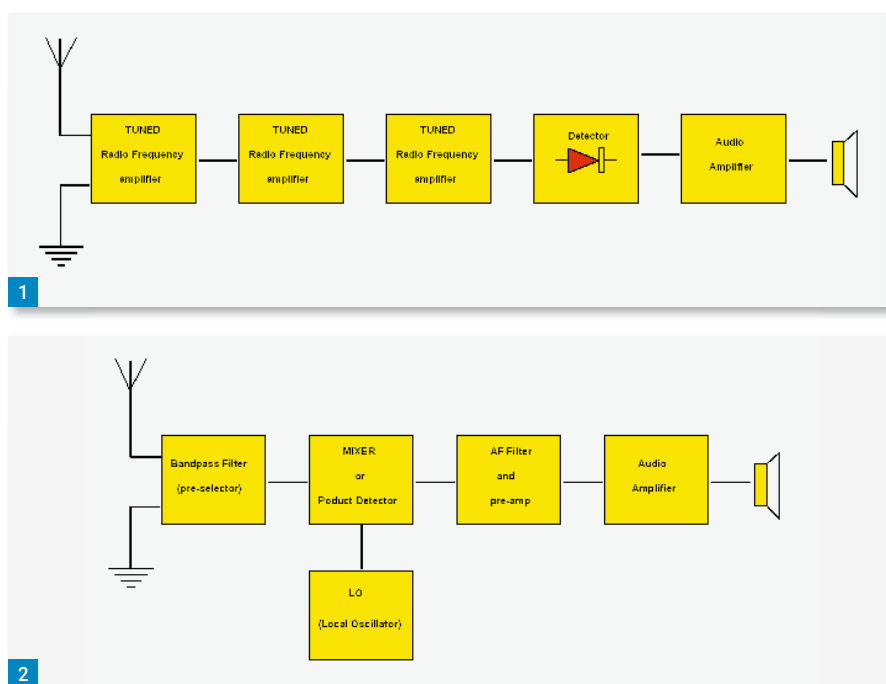 TUNED
Radio Frequency
amplifier
TUNED
Radio Frequency
amplifier
TUNED
Radio Frequency
amplifier
Detector
Audio
Amplifier
1
Bandpass Filter
(pre-selector)
MIXER
or
Poduct Detector
AF Filter
and
pre-amp
Audio
Amplifier
LO
(Local Oscillator)
2